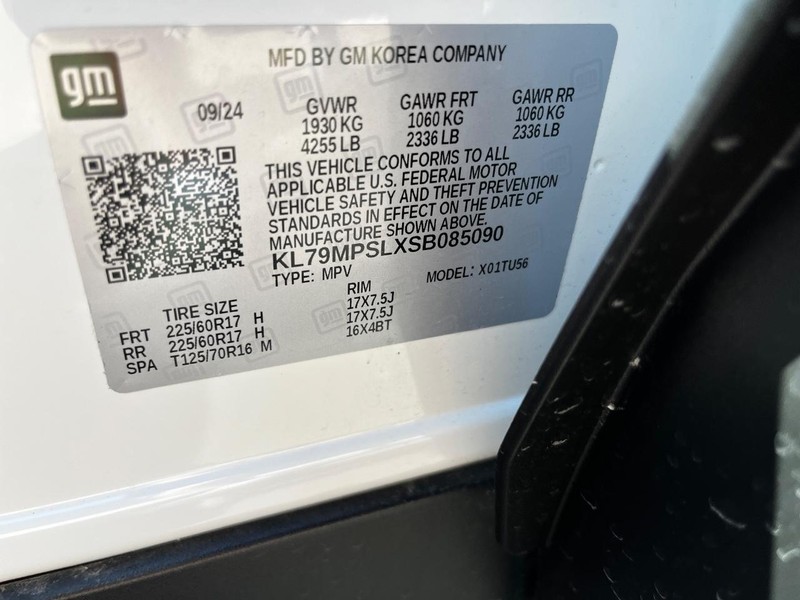 gm
MFD BY GM KOREA COMPANY
09/24
GVWR
1930 KG
4255 LB
GAWR FRT
1060 KG
2336 LB
GAWR RR
1060 KG
2336 LB
THIS VEHICLE CONFORMS TO ALL
APPLICABLE U.S. FEDERAL MOTOR
VEHICLE SAFETY AND THEFT PREVENTION
STANDARDS IN EFFECT ON THE DATE OF
MANUFACTURE SHOWN ABOVE.
KL79MPSLXSB085090
TYPE: MPV MODEL: X01TU56
TIRE SIZE RIM
FRT 225/60R17 H 17X7.5J
RR 225/60R17 H 17X7.5J
SPA T125/70R16 M 16X4BT